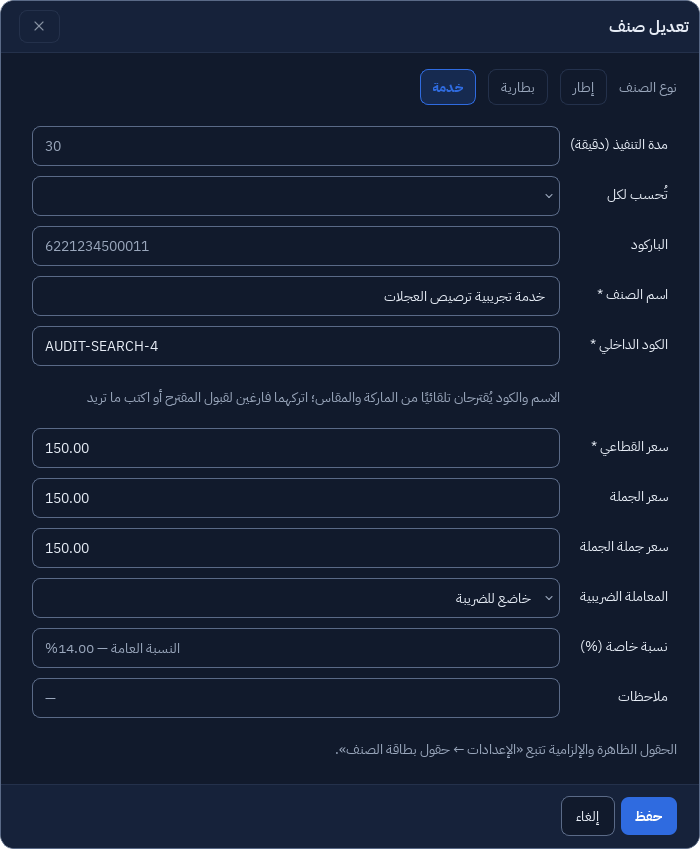 تعديل صنف
نوع الصنف إطار بطارية خدمة
مدة التنفيذ (دقيقة) 30
تُحسب لكل
الباركود 6221234500011
اسم الصنف * خدمة تجريبية ترصيص العجلات
الكود الداخلي * AUDIT-SEARCH-4
الاسم والكود يُقترحان تلقائيًا من الماركة والمقاس؛ اتركهما فارغين لقبول المقترح أو اكتب ما تريد
سعر القطاعي * 150.00
سعر الجملة 150.00
سعر جملة الجملة 150.00
المعاملة الضريبية خاضع للضريبة
نسبة خاصة (%) النسبة العامة — 14.00%
ملاحظات —
الحقول الظاهرة والإلزامية تتبع «الإعدادات ← حقول بطاقة الصنف».
حفظ إلغاء